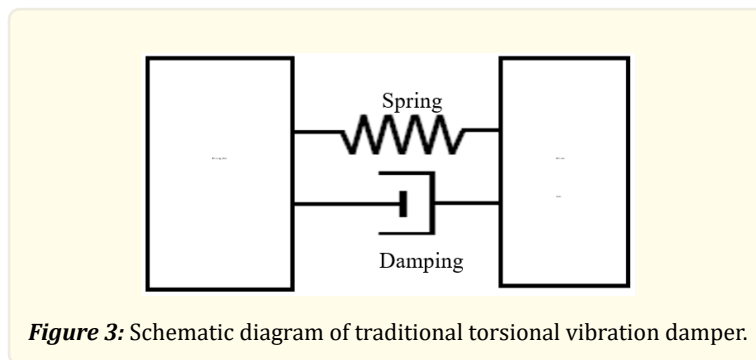 Spring
Damping
Figure 3: Schematic diagram of traditional torsional vibration damper.